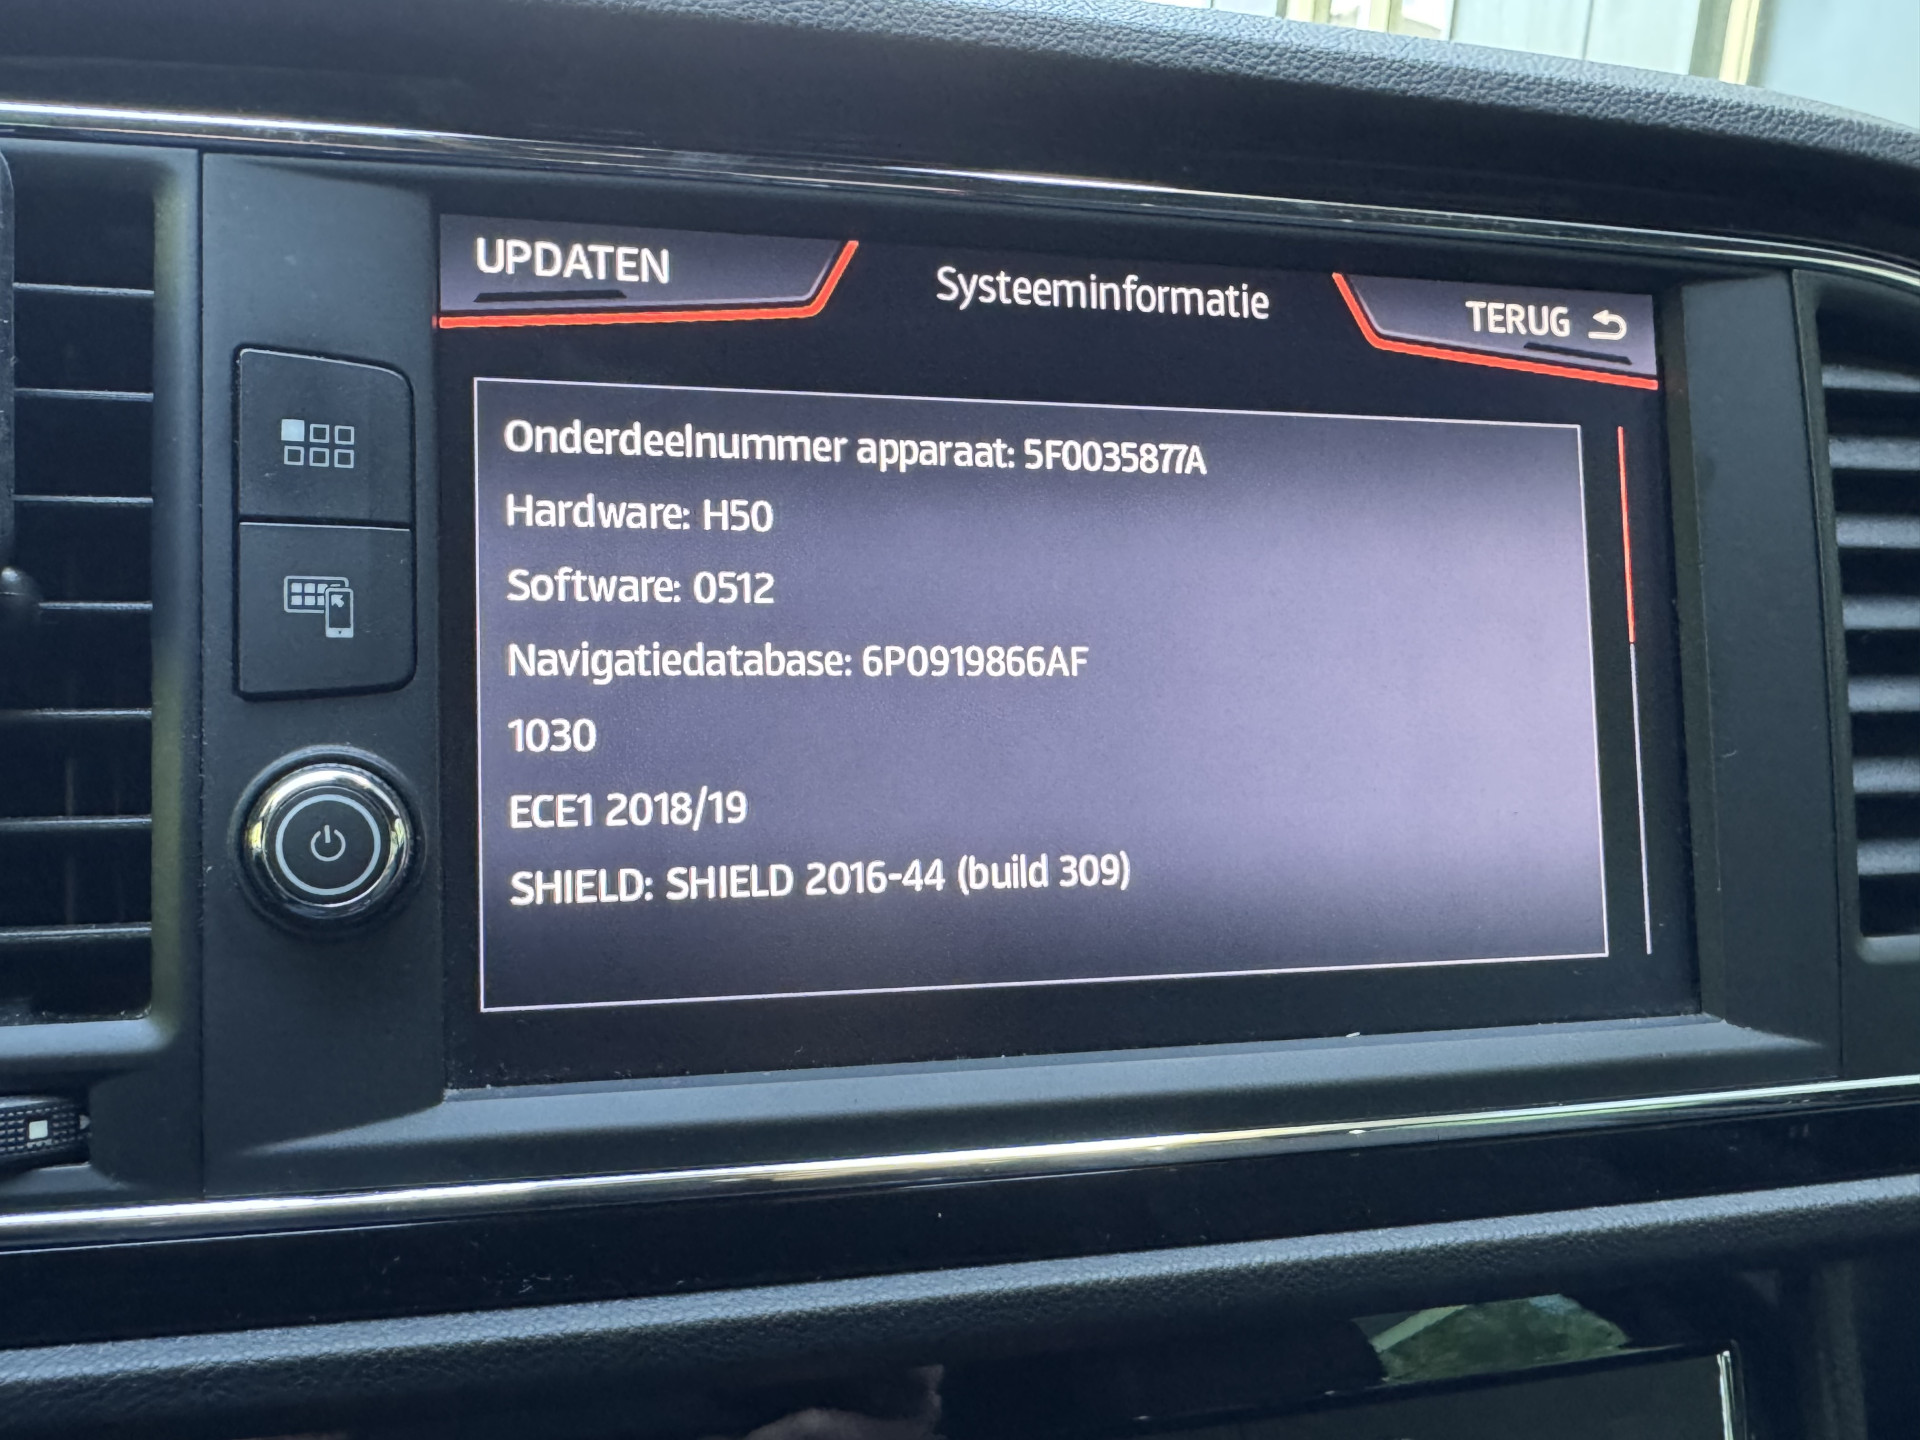 UPDATEN
Systeeminformatie
TERUG
Onderdeelnummer apparaat: 5F0035877A
Hardware: H50
Software: 0512
Navigatiedatabase: 6P0919866AF
1030
ECE1 2018/19
SHIELD: SHIELD 2016-44 (build 309)